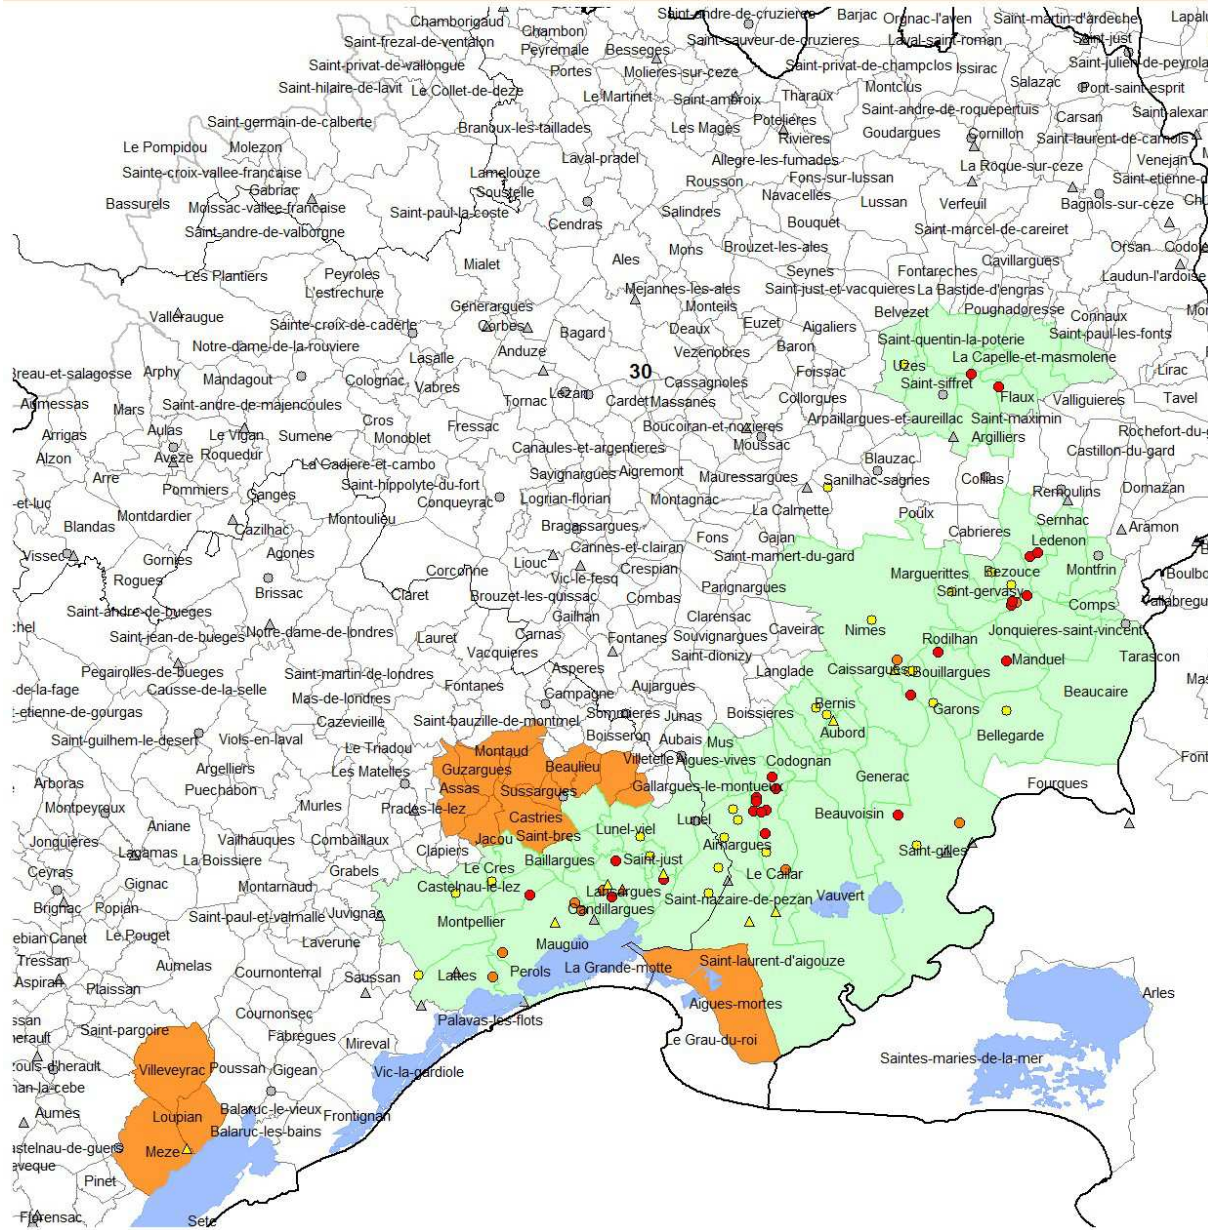 Chamborigaud
Saint-andre-de-cruzieres
Barjac
Orgnac-l'aven
Saint-martin-d'ardeche
Chambon
Saint-frezal-de-ventalon
Peyremale
Besseges
Saint-sauveur-de-cruzieres
Laval-saint-roman
Saint-just
Saint-privat-de-vallongue
Portes
Molieres-sur-ceze
Saint-privat-de-champclos
Issirac
Saint-julien-de-peyrola
Saint-hilaire-de-lavit
Le Collet-de-deze
Le Martinet
Saint-ambroix
Tharaux
Montclus
Salazac
Pont-saint-esprit
Saint-andre-de-roquepertuis
Carsan
Saint-alexan
Saint-germain-de-calberte
Branoux-les-taillades
Les Mages
Potelieres
Rivieres
Goudargues
Cornillon
Saint-laurent-de-carnols
Le Pompidou
Molezon
Laval-pradel
Allegre-les-fumades
La Roque-sur-ceze
Venejan
Sainte-croix-vallee-francaise
Lamelouze
Rousson
Fons-sur-lussan
Saint-etienne-d
Gabriac
Soustelle
Navacelles
Lussan
Verfeuil
Bagnols-sur-ceze
Bassurels
Moissac-vallee-francaise
Saint-paul-la-coste
Cendras
Salindres
Bouquet
Saint-marcel-de-careiret
Saint-andre-de-valborgne
Mons
Brouzet-les-ales
Orsan
Codol
Mialet
Ales
Cavillargues
Les Plantiers
Peyroles
Seynes
Fontareches
Laudun-l'ardoise
L'estrechure
Mejannes-les-ales
Saint-just-et-vacquieres
La Bastide-d'engras
Generargues
Monteils
Belvezet
Pougnadoresse
Connaux
Valleraugue
Sainte-croix-de-caderle
Corbes
Bagard
Deaux
Euzet
Aigaliers
Saint-paul-les-fonts
Notre-dame-de-la-rouviere
Lasalle
Anduze
Vezenobres
Baron
Saint-quentin-la-poterie
La Capelle-et-masmolene
Breau-et-salagosse
Arphy
Mandagout
Colognac
Vabres
30
Cassagnoles
Foissac
Uzes
Saint-siffret
Lirac
Aumessas
Mars
Saint-andre-de-majencoules
Tornac
Lezan
Cardet
Massanes
Collorgues
Flaux
Valliguieres
Tavel
Arrigas
Aulas
Le Vigan
Sumene
Cros
Monoblet
Fressac
Boucoiran-et-nozieres
Arpaillargues-et-aureillac
Saint-maximin
Rochefort-du-g
Alzon
Aveze
Roquedur
Canaules-et-argentieres
Moussac
Argilliers
Castillon-du-gard
Arre
La Cadiere-et-cambo
Savignargues
Aigremont
Blauzac
Pommiers
Ganges
Saint-hippolyte-du-fort
Mauressargues
Sanilhac-sagnes
Collias
Domazan
et-luc
Montdardier
Conqueyrac
Logrian-florian
Montagnac
La Calmette
Remoulins
Blandas
Cazilhac
Montoulieu
Bragassargues
Poulx
Cabrieres
Sernhac
Aramon
Vissec
Agones
Cannes-et-clairan
Fons
Gajan
Saint-mamert-du-gard
Ledenon
Gornies
Liouc
Crespian
Marguerittes
Bezouce
Montfrin
Rogues
Brissac
Corconne
Vic-le-fesq
Parignargues
Saint-gervasy
Boulbo
Saint-andre-de-bueges
Claret
Brouzet-les-quissac
Combas
Comps
Vallabregu
Gailhan
Clarensac
Saint-jean-de-bueges
Notre-dame-de-londres
Lauret
Carnas
Fontanes
Souvignargues
Caveirac
Nimes
Rodilhan
Jonquieres-saint-vincent
Vacquieres
Saint-dionizy
Tarascon
Pegairolles-de-bueges
Saint-martin-de-londres
Asperes
Langlade
Caissargues
Bouillargues
Manduel
-de-la-fage
Causse-de-la-selle
Mas-de-londres
Fontanes
Campagne
Aujargues
Beaucaire
t-etienne-de-gourgas
Cazevieille
Saint-bauzille-de-montmel
Sommieres
Junas
Boissieres
Bernis
Garons
Saint-guilhem-le-desert
Viols-en-laval
Le Triadou
Montaud
Boisseron
Aubais
Mus
Aubord
Bellegarde
Font
Argelliers
Les Matelles
Guzargues
Beaulieu
Villetelle
Aigues-vives
Codognan
Arboras
Puechabon
Assas
Sussargues
Gallargues-le-montueux
Generac
Fourques
Montpeyroux
Murles
Prades-le-lez
Castries
Lunel
Beauvoisin
Jonquieres
Aniane
Vailhauques
Combaillaux
Jacou
Saint-bres
Lunel-viel
Aimargues
Saint-gilles
Lagamas
La Boissiere
Clapiers
Baillargues
Saint-just
Ceyras
Grabels
Le Cres
Le Cailar
Gignac
Montarnaud
Castelnau-le-lez
Lansargues
Saint-nazaire-de-pezan
Vauvert
Brignac
Popian
Saint-paul-et-valmalle
Juvignac
Montpellier
Candillargues
Canet
Le Pouget
Laverune
Mauguio
Tressan
Aumelas
Cournonterral
Saussan
Lattes
Perols
La Grande-motte
Saint-laurent-d'aigouze
Aspiran
Plaissan
Arles
Cournonsec
Palavas-les-flots
Aigues-mortes
Saint-pargoire
Fabregues
Mireval
Le Grau-du-roi
Villeveyrac
Poussan
Gigean
Vic-la-gardiole
Saintes-maries-de-la-mer
Aumes
Loupian
Balaruc-le-vieux
Frontignan
Balaruc-les-bains
Meze
Pinet
Florensac
Sete